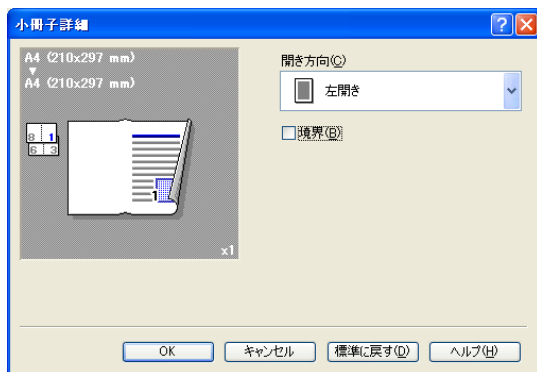 小冊子詳細
A4 (210x297 mm)
A4 (210x297 mm)
8 1
6 3
1
x1
開き方向(C)
左開き
境界(B)
OK
キャンセル
標準に戻す(D)
ヘルプ(H)